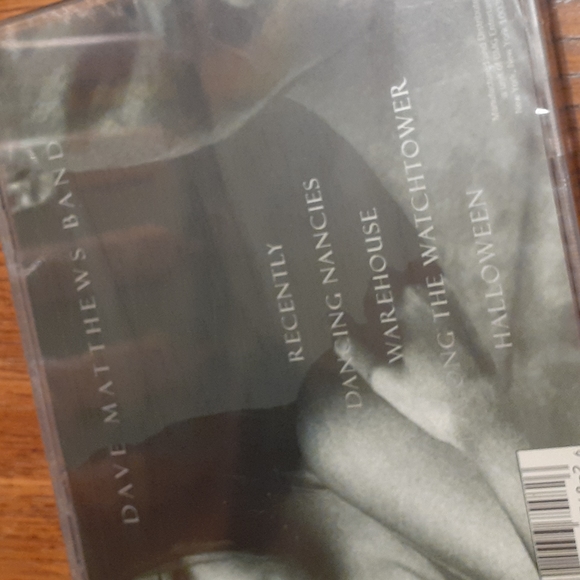 DAVE MATTHEWS BAND
RECENTLY
DANCING NANCIES
WAREHOUSE
ONG THE WATCHTOWER
HALLOWEEN